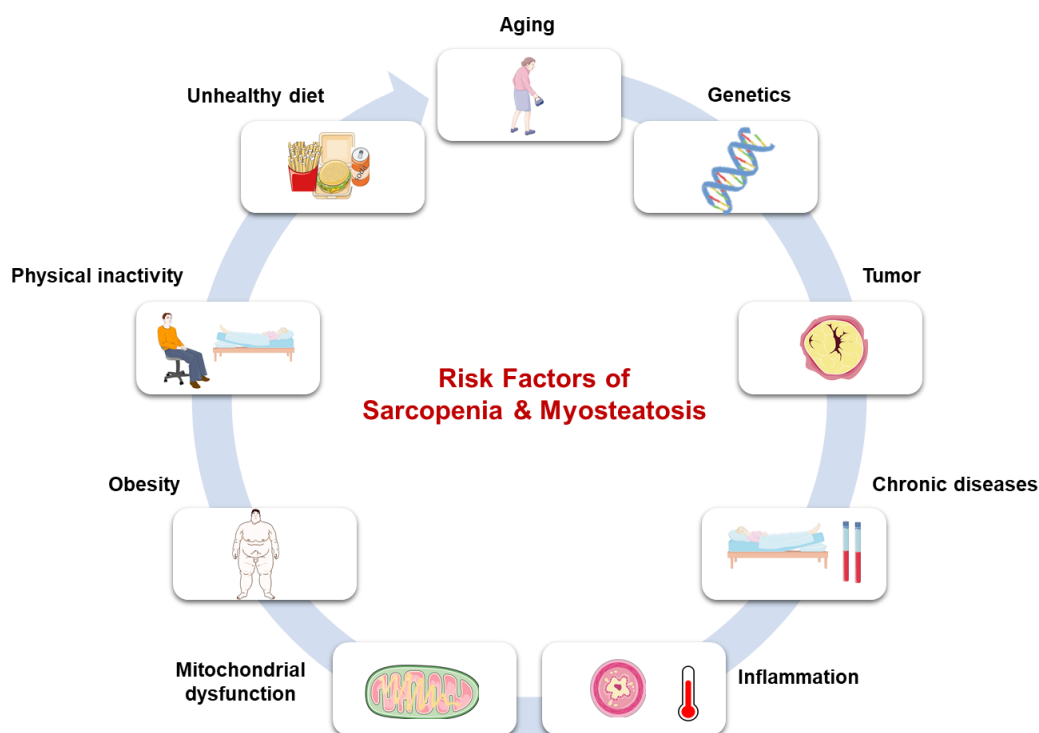 Aging
Genetics
Tumor
Chronic diseases
Inflammation
Mitochondrial
dysfunction
Obesity
Physical inactivity
Unhealthy diet
Risk Factors of
Sarcopenia & Myosteatosis